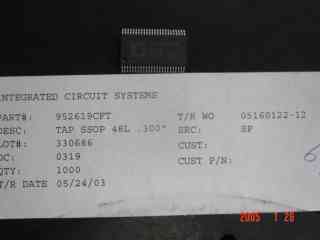 INTEGRATED CIRCUIT SYSTEMS
PART#: 952619CFT T/R WO 05160122-12
DESC: TAP SSOP 48L .300" SRC: SP
LOT#: 330686 CUST:
DC: 0319 CUST P/N:
QTY: 1000
T/R DATE 05/24/03
2005 1 28